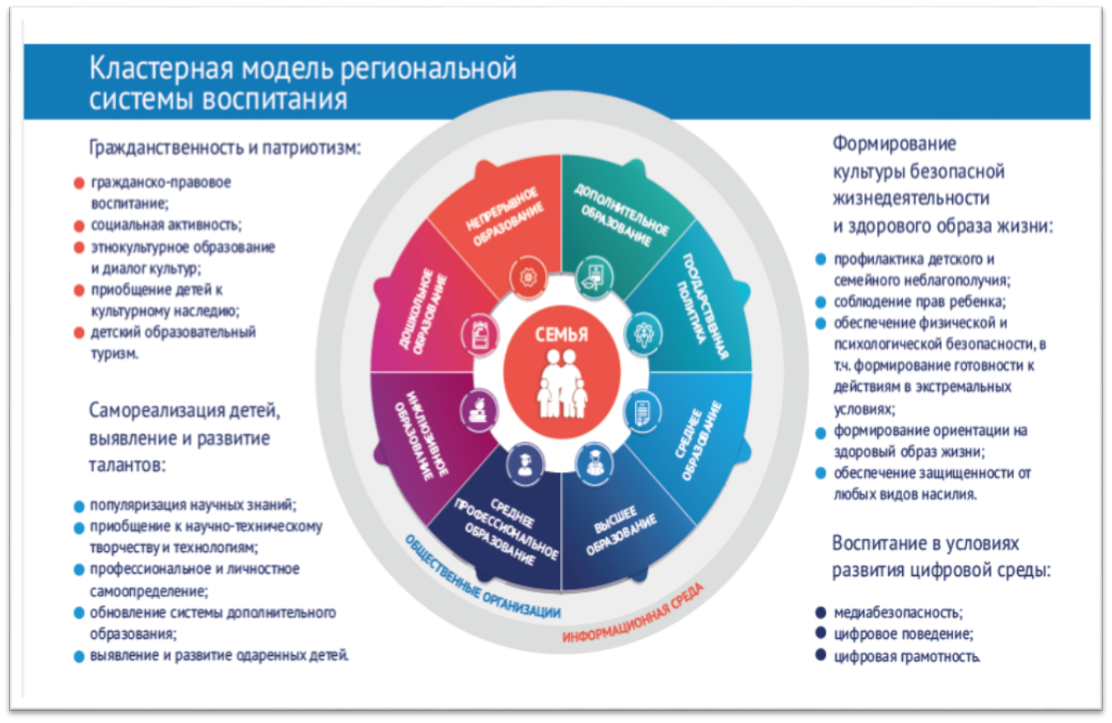 Кластерная модель региональной
системы воспитания
Гражданственность и патриотизм:
гражданско-правовое
воспитание;
социальная активность;
этнокультурное образование
и диалог культур;
приобщение детей к
культурному наследию;
детский образовательный
туризм.
Самореализация детей,
выявление и развитие
талантов:
популяризация научных знаний;
приобщение к научно-техническому
творчеству и технологиям;
профессиональное и личностное
самоопределение;
обновление системы дополнительного
образования;
выявление и развитие одаренных детей.
НЕПРЕРЫВНОЕ
ОБРАЗОВАНИЕ
ДОПОЛНИТЕЛЬНОЕ
ОБРАЗОВАНИЕ
ГОСУДАРСТВЕННАЯ
ПОЛИТИКА
СРЕДНЕЕ
ОБРАЗОВАНИЕ
ВЫСШЕЕ
ОБРАЗОВАНИЕ
СРЕДНЕЕ
ПРОФЕССИОНАЛЬНОЕ
ОБРАЗОВАНИЕ
ИНКЛЮЗИВНОЕ
ОБРАЗОВАНИЕ
ДОШКОЛЬНОЕ
ОБРАЗОВАНИЕ
СЕМЬЯ
ОБЩЕСТВЕННЫЕ ОРГАНИЗАЦИИ
ИНФОРМАЦИОННАЯ СРЕДА
Формирование
культуры безопасной
жизнедеятельности
и здорового образа жизни:
профилактика детского и
семейного неблагополучия;
соблюдение прав ребенка;
обеспечение физической и
психологической безопасности, в
т.ч. формирование готовности к
действиям в экстремальных
условиях;
формирование ориентации на
здоровый образ жизни;
обеспечение защищенности от
любых видов насилия.
Воспитание в условиях
развития цифровой среды:
медиабезопасность;
цифровое поведение;
цифровая грамотность.